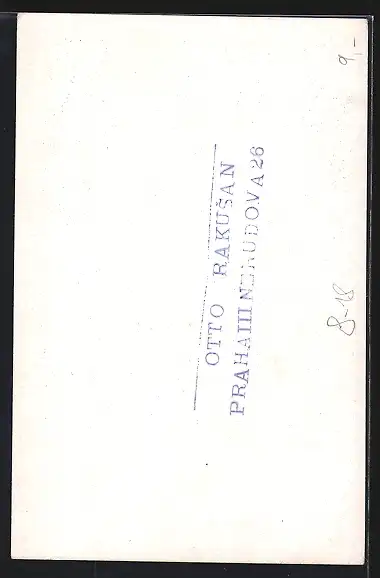 OTTO RAKUŠAN
PRAHA III NERUDOVA 26
8-18
9,-